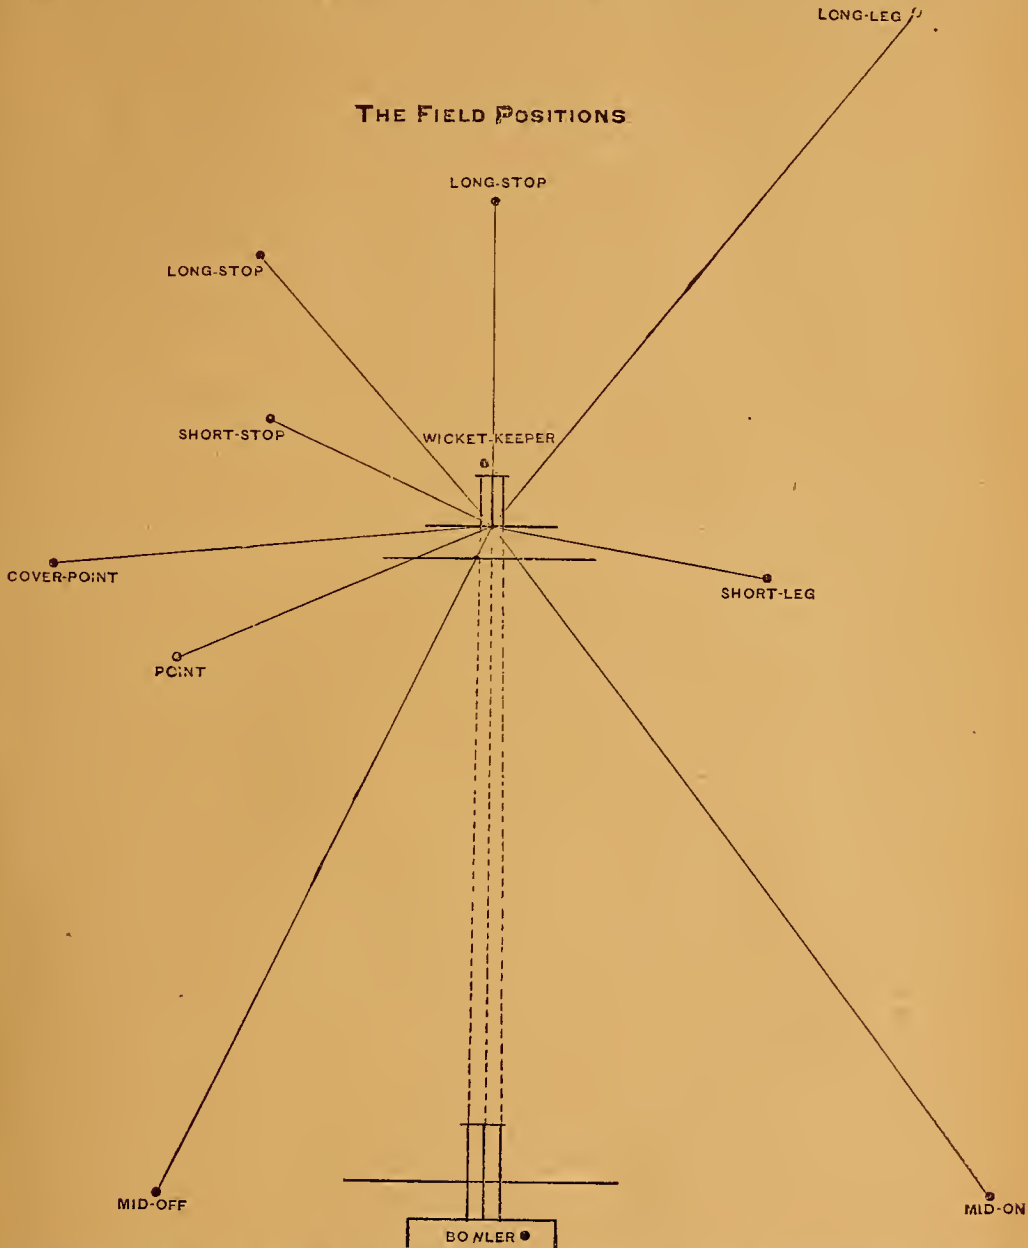 LONG-LEG
THE FIELD POSITIONS
LONG-STOP
LONG-STOP
SHORT-STOP
WICKET-KEEPER
COVER-POINT
SHORT-LEG
POINT
MID-OFF
MID-ON
BOWLER